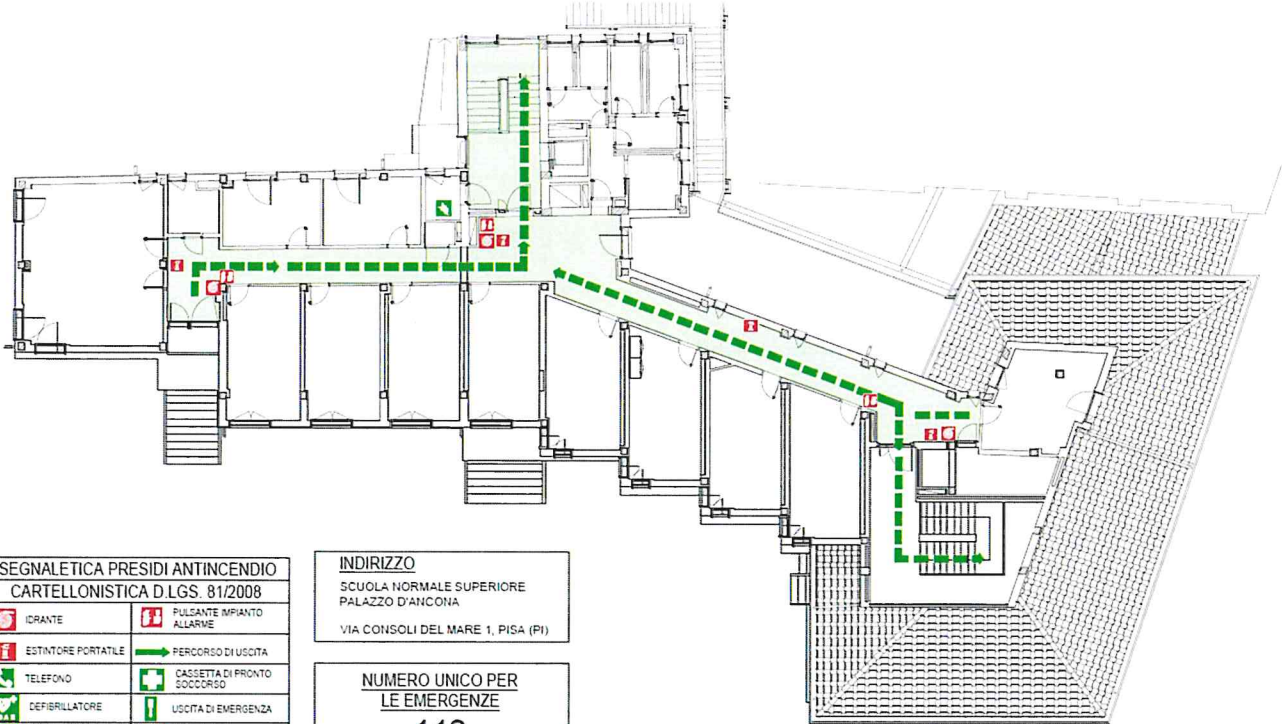 SEGNALETICA PRESIDI ANTINCENDIO
CARTELLONISTICA D.LGS. 81/2008
IDRANTE
PULSANTE IMPIANTO
ALLARME
ESTINTORE PORTATILE
PERCORSO DI USCITA
TELEFONO
CASSETTA DI PRONTO
SOCCORSO
DEFIBRILLATORE
USCITA DI EMERGENZA
INDIRIZZO
SCUOLA NORMALE SUPERIORE
PALAZZO D'ANCONA
VIA CONSOLI DEL MARE 1, PISA (PI)
NUMERO UNICO PER
LE EMERGENZE